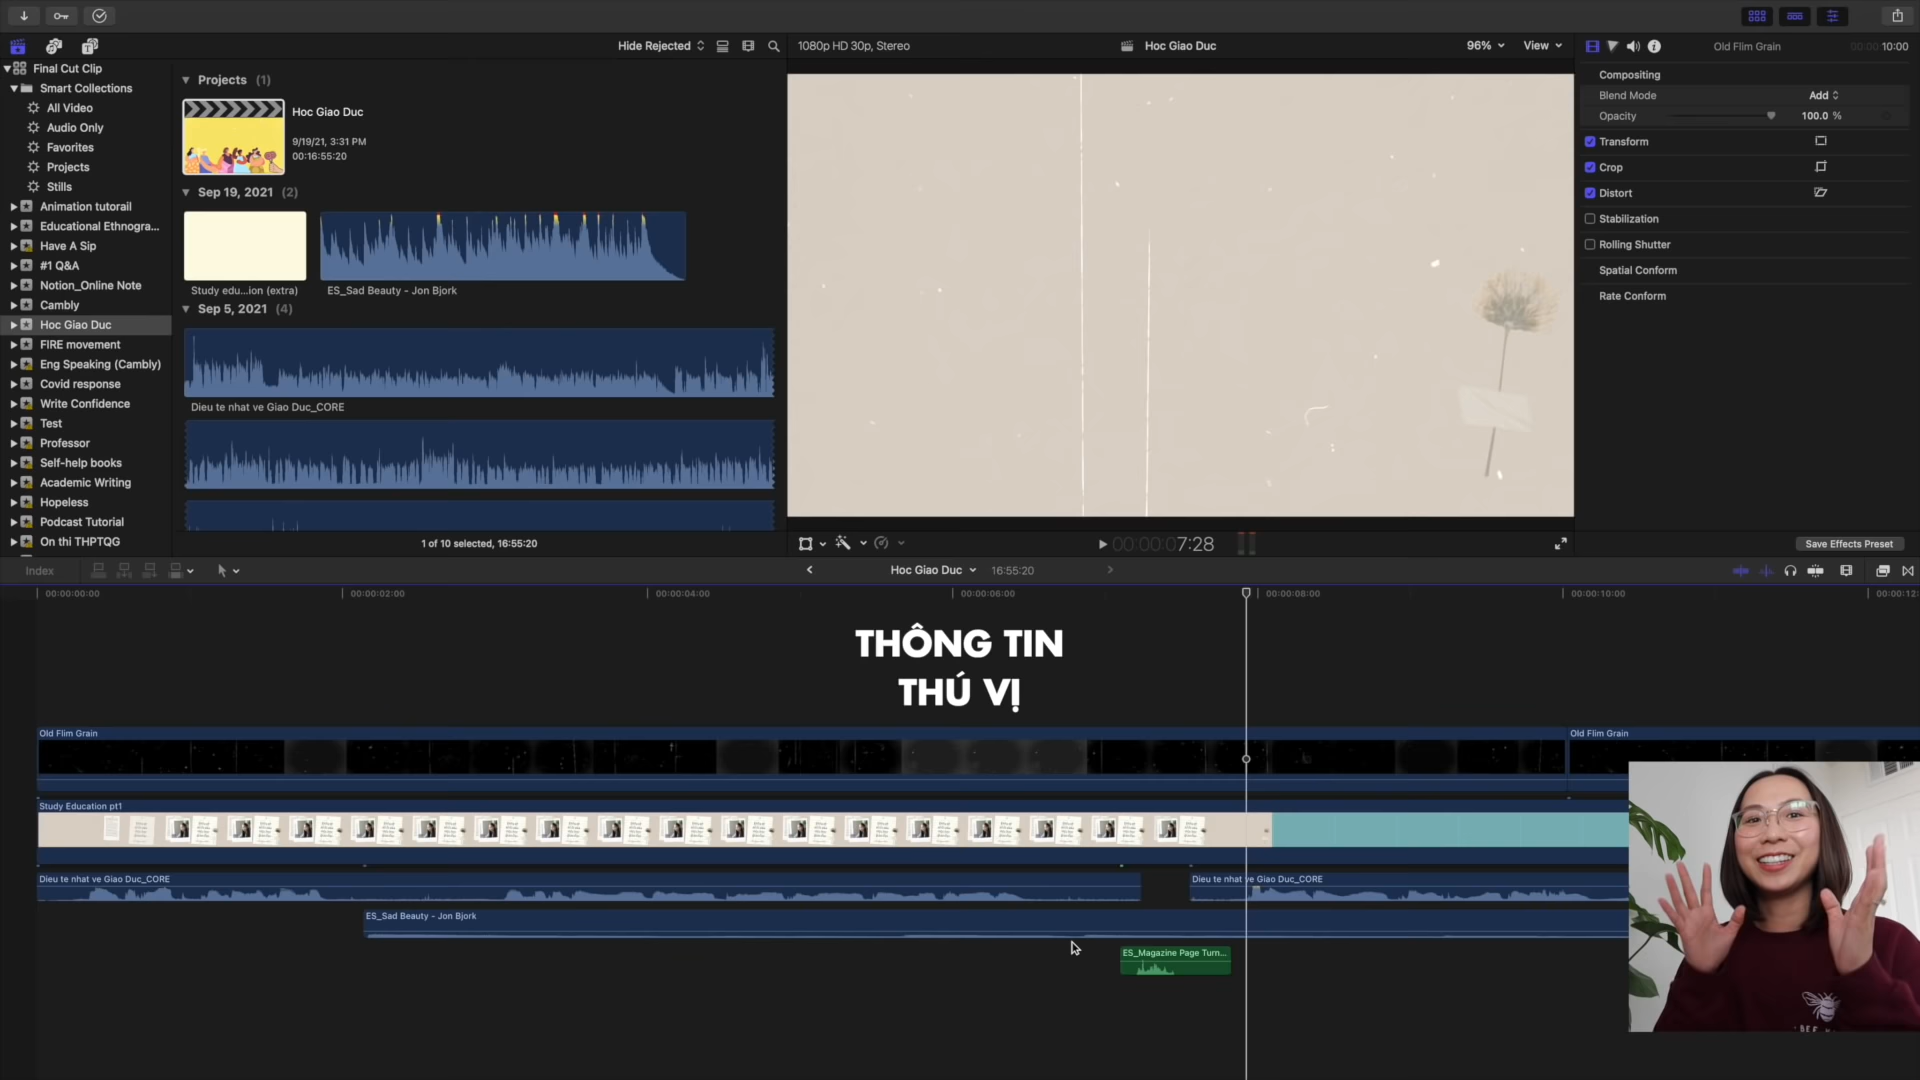 Hide Rejected
1080p HD 30p, Stereo
Hoc Giao Duc
96%
View
Old Flim Grain
10:00
Final Cut Clip
Smart Collections
All Video
Audio Only
Favorites
Projects
Stills
Animation tutorail
Educational Ethnogra...
Have A Sip
#1 Q&A
Notion_Online Note
Cambly
Hoc Giao Duc
FIRE movement
Eng Speaking (Cambly)
Covid response
Write Confidence
Test
Professor
Self-help books
Academic Writing
Hopeless
Podcast Tutorial
On thi THPTQG
Projects (1)
Hoc Giao Duc
9/19/21, 3:31 PM
00:16:55:20
Sep 19, 2021 (2)
Study edu...ion (extra)
ES_Sad Beauty - Jon Bjork
Sep 5, 2021 (4)
Dieu te nhat ve Giao Duc_CORE
1 of 10 selected, 16:55:20
00:00:00 7:28
Compositing
Blend Mode Add
Opacity 100.0 %
Transform
Crop
Distort
Stabilization
Rolling Shutter
Spatial Conform
Rate Conform
Save Effects Preset
Index
Hoc Giao Duc 16:55:20
00:00:00:00 00:00:02:00 00:00:04:00 00:00:06:00 00:00:08:00 00:00:10:00 00:00:12:
THÔNG TIN
THÚ VỊ
Old Flim Grain
Old Flim Grain
Study Education pt1
Dieu te nhat ve Giao Duc_CORE
Dieu te nhat ve Giao Duc_CORE
ES_Sad Beauty - Jon Bjork
ES_Magazine Page Turn...